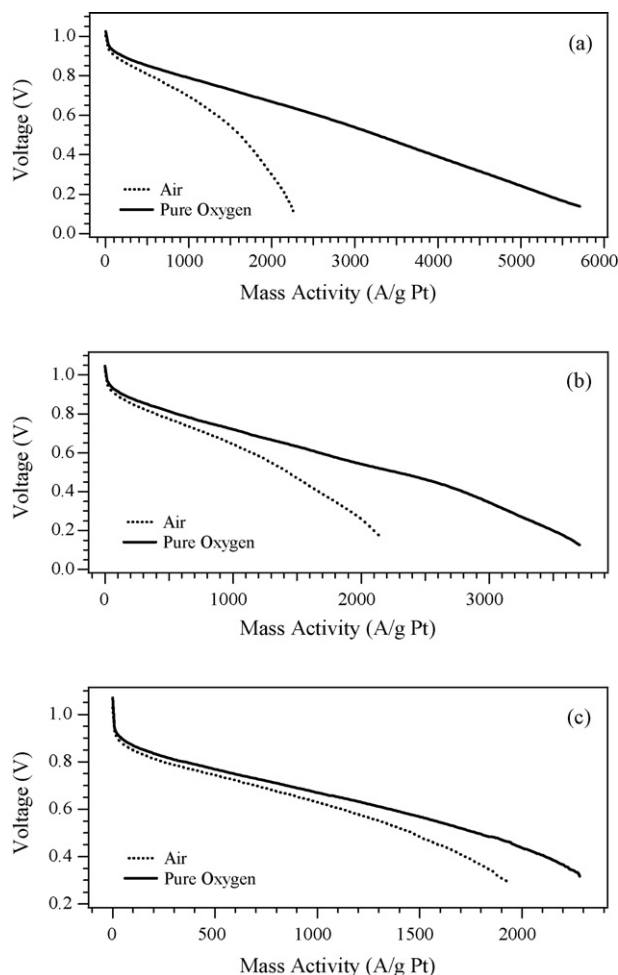 (a)
1.0
0.8
0.6
0.4
0.2
0.0
Voltage (V)
Air
Pure Oxygen
0 1000 2000 3000 4000 5000 6000
Mass Activity (A/g Pt)
(b)
1.0
0.8
0.6
0.4
0.2
0.0
Voltage (V)
Air
Pure Oxygen
0 1000 2000 3000
Mass Activity (A/g Pt)
(c)
1.0
0.8
0.6
0.4
0.2
Voltage (V)
Air
Pure Oxygen
0 500 1000 1500 2000
Mass Activity (A/g Pt)